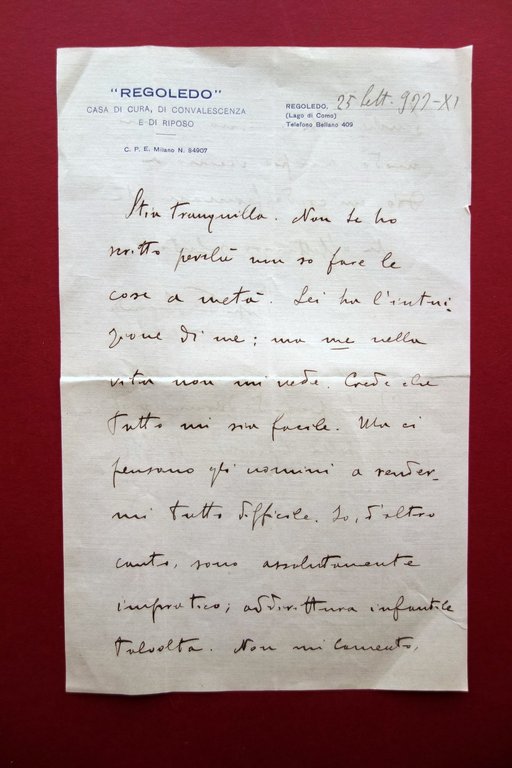 "REGOLEDO"
CASA DI CURA, DI CONVALESCENZA
E DI RIPOSO
C. P. E. Milano N. 84907
REGOLEDO, 25 Sett. 933-XI
(Lago di Como)
Telefono Bellano 409
Stia tranquilla. Non le ho
scritto perché non so fare le
cose a metà. Lei ha l'intui-
zione di me; ma me nella
vita non mi vede. Crede che
tutto mi sia facile. Ma ci
pensano gli uomini a render-
mi tutto difficile. Io, d'altro
canto, sono assolutamente
impratico; addirittura infantile
talvolta. Non mi lamento,